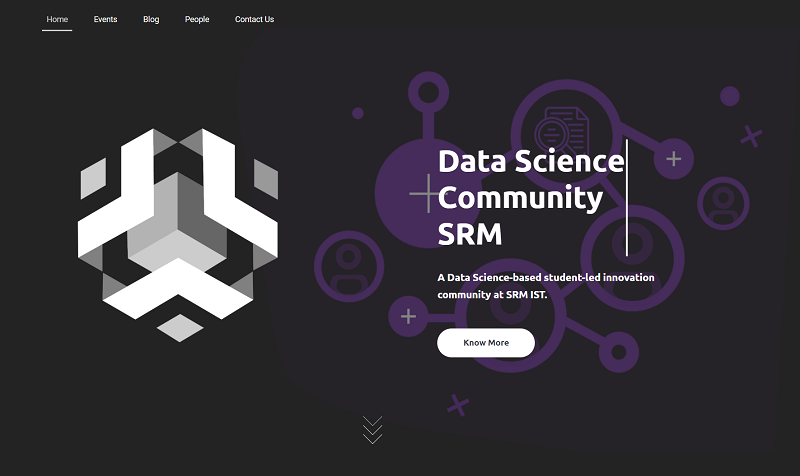 Home Events Blog People Contact Us
Data Science
Community
SRM
A Data Science-based student-led innovation
community at SRM IST.
Know More